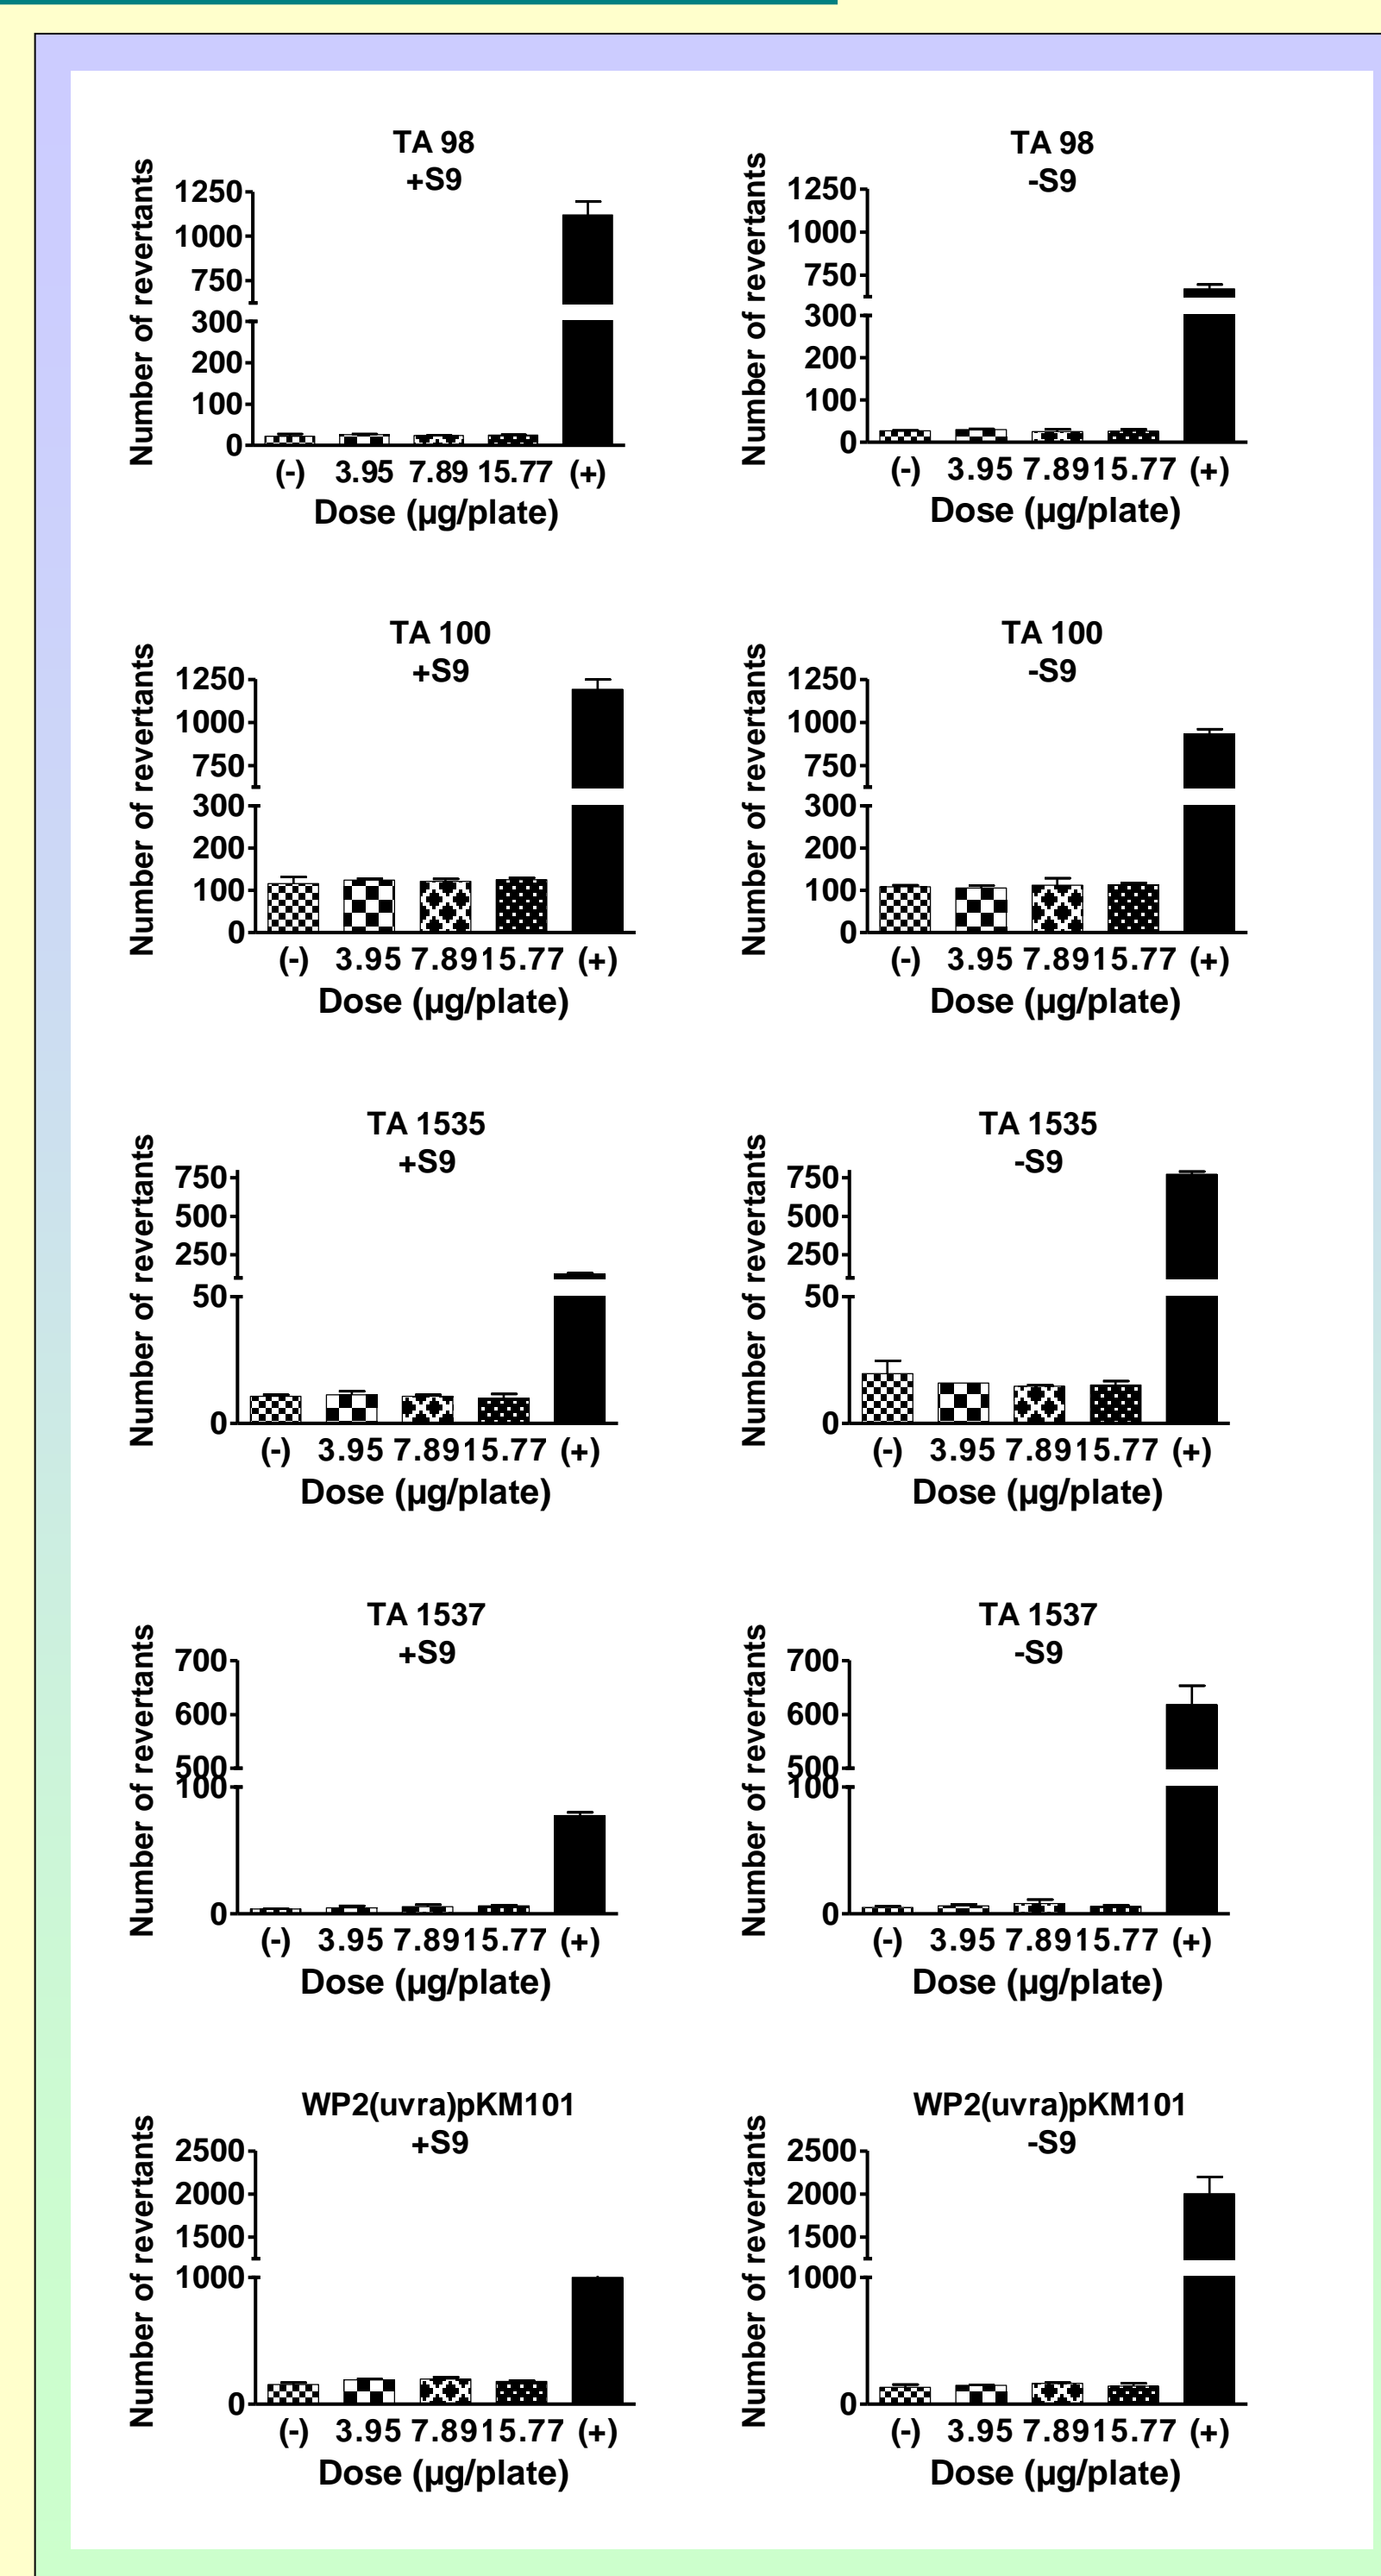 TA 98
+S9
Number of revertants
1250
1000
750
300
200
100
0
(-) 3.95 7.89 15.77 (+)
Dose (µg/plate)
TA 98
-S9
Number of revertants
1250
1000
750
300
200
100
0
(-) 3.95 7.89 15.77 (+)
Dose (µg/plate)
TA 100
+S9
Number of revertants
1250
1000
750
300
200
100
0
(-) 3.95 7.89 15.77 (+)
Dose (µg/plate)
TA 100
-S9
Number of revertants
1250
1000
750
300
200
100
0
(-) 3.95 7.89 15.77 (+)
Dose (µg/plate)
TA 1535
+S9
Number of revertants
750
500
250
50
0
(-) 3.95 7.89 15.77 (+)
Dose (µg/plate)
TA 1535
-S9
Number of revertants
750
500
250
50
0
(-) 3.95 7.89 15.77 (+)
Dose (µg/plate)
TA 1537
+S9
Number of revertants
700
600
500
100
0
(-) 3.95 7.89 15.77 (+)
Dose (µg/plate)
TA 1537
-S9
Number of revertants
700
600
500
100
0
(-) 3.95 7.89 15.77 (+)
Dose (µg/plate)
WP2(uvra)pKM101
+S9
Number of revertants
2500
2000
1500
1000
0
(-) 3.95 7.89 15.77 (+)
Dose (µg/plate)
WP2(uvra)pKM101
-S9
Number of revertants
2500
2000
1500
1000
0
(-) 3.95 7.89 15.77 (+)
Dose (µg/plate)